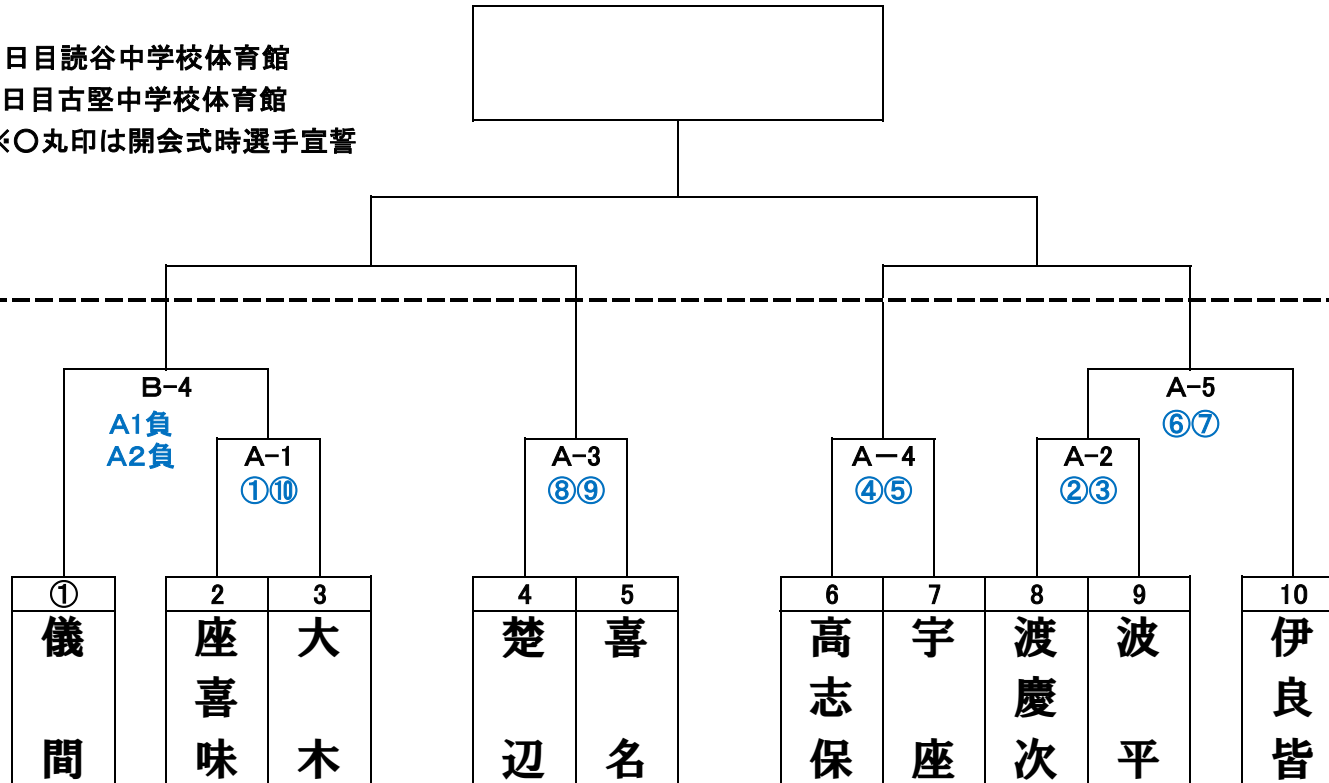 日目読谷中学校体育館
日目古堅中学校体育館
※〇丸印は開会式時選手宣誓
B-4
A1負
A2負
A-5
⑥⑦
A-1
①⑩
A-3
⑧⑨
A－4
④⑤
A-2
②③
①
儀間
2
座喜味
3
大木
4
楚辺
5
喜名
6
高志保
7
宇座
8
渡慶次
9
波平
10
伊良皆